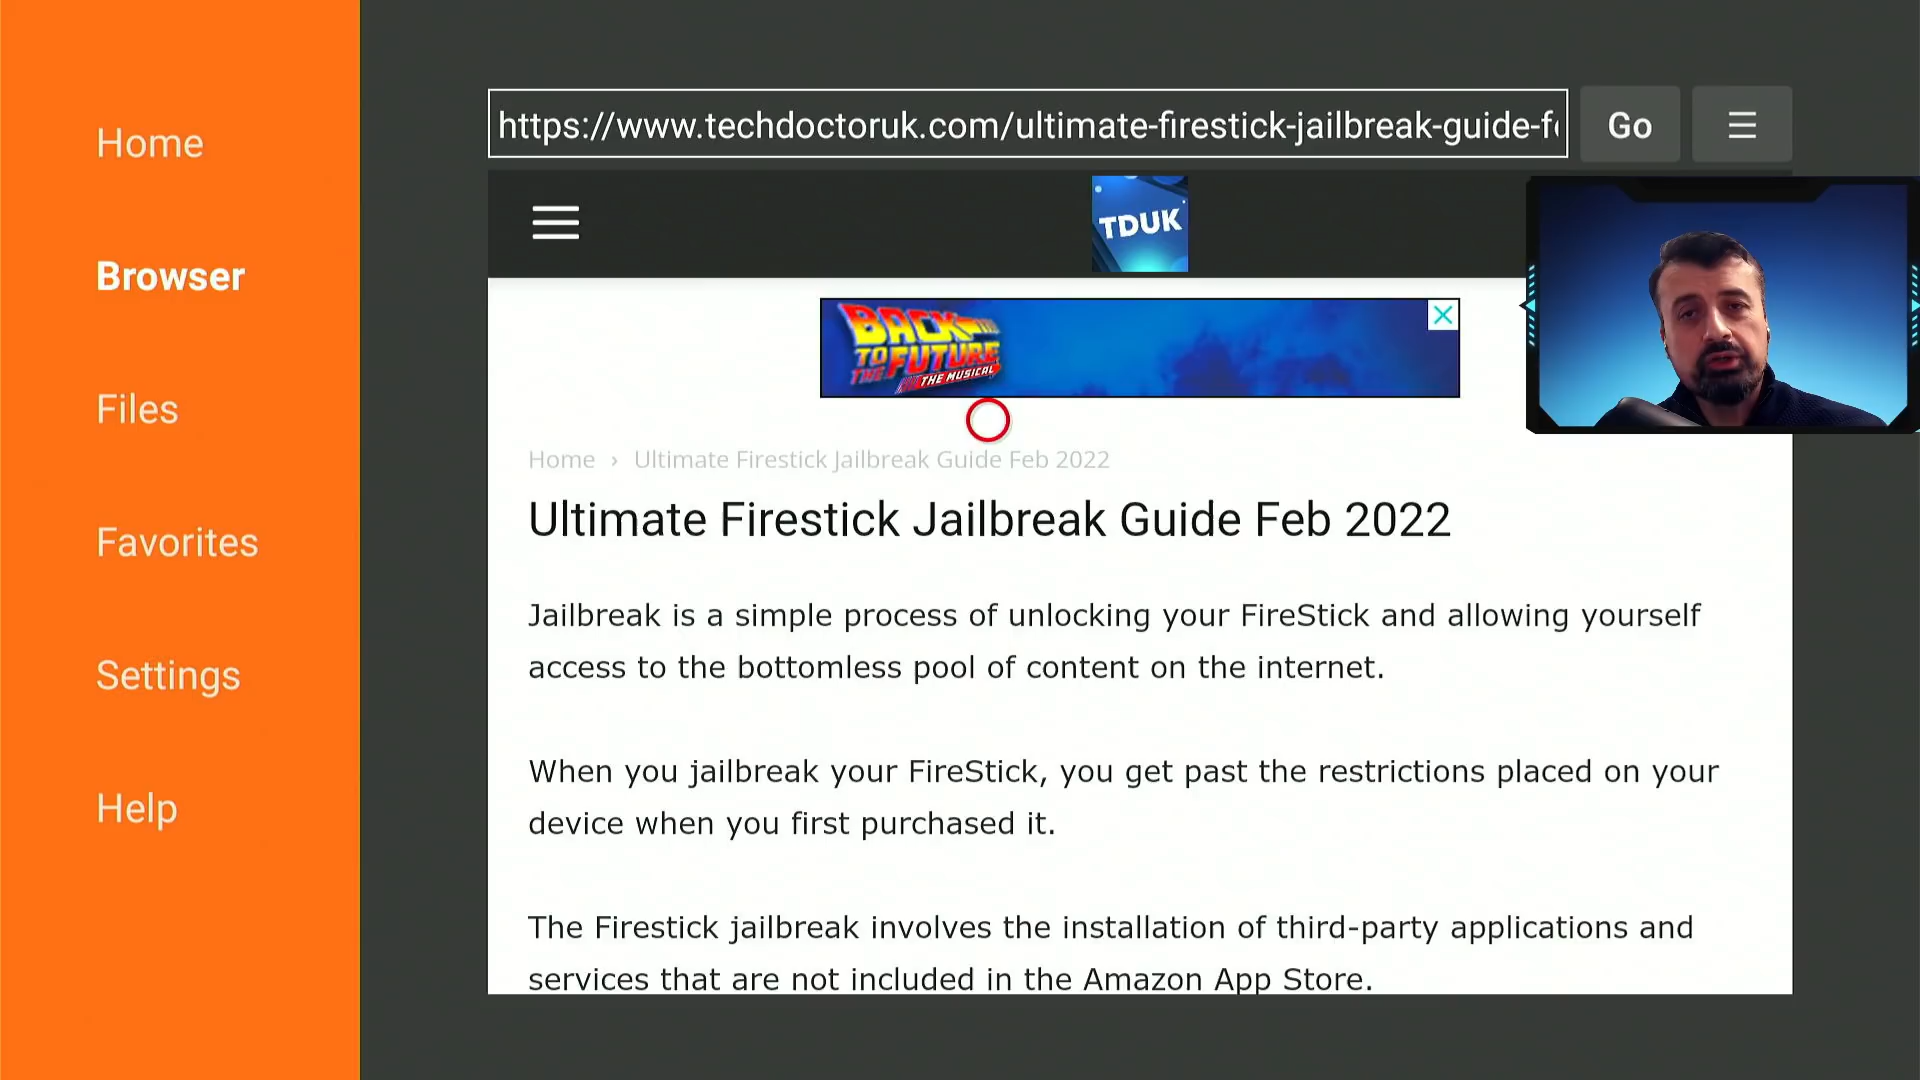 Home
Browser
Files
Favorites
Settings
Help
https://www.techdoctoruk.com/ultimate-firestick-jailbreak-guide-f
Go
TDUK
BACK
TO THE FUTURE
THE MUSICAL
Home › Ultimate Firestick Jailbreak Guide Feb 2022
Ultimate Firestick Jailbreak Guide Feb 2022
Jailbreak is a simple process of unlocking your FireStick and allowing yourself
access to the bottomless pool of content on the internet.
When you jailbreak your FireStick, you get past the restrictions placed on your
device when you first purchased it.
The Firestick jailbreak involves the installation of third-party applications and
services that are not included in the Amazon App Store.